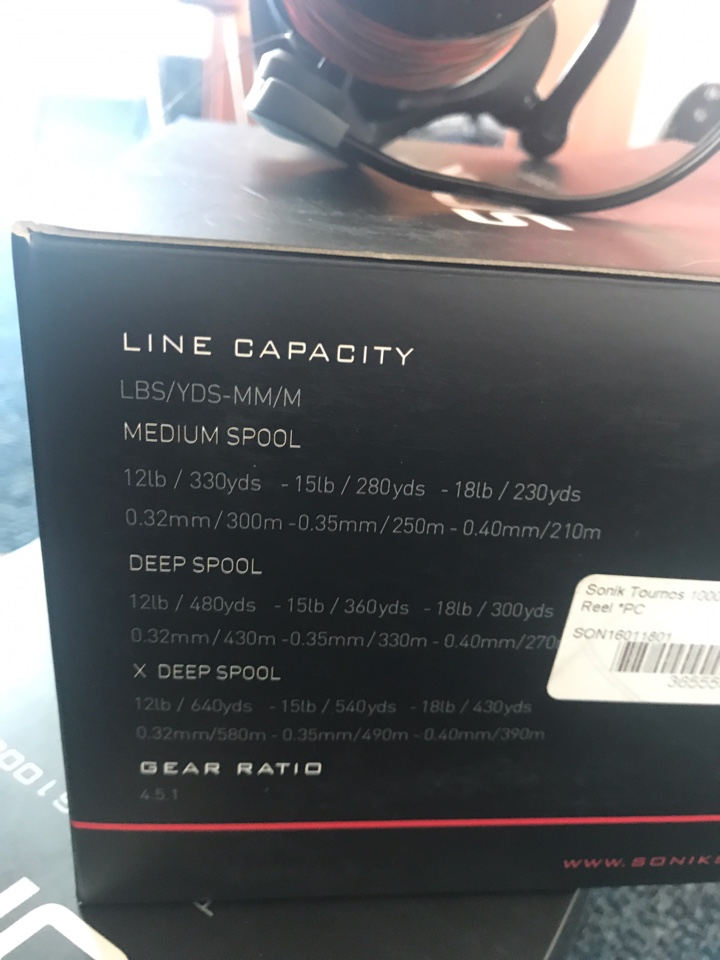 LINE CAPACITY
LBS/YDS-MM/M
MEDIUM SPOOL
12lb / 330yds - 15lb / 280yds - 18lb / 230yds
0.32mm/300m - 0.35mm/250m - 0.40mm/210m
DEEP SPOOL
12lb / 480yds - 15lb / 360yds - 18lb / 300yds
0.32mm/430m - 0.35mm/330m - 0.40mm/270
X DEEP SPOOL
12lb / 640yds - 15lb / 540yds - 18lb / 430yds
0.32mm/580m - 0.35mm/490m - 0.40mm/390m
GEAR RATIO
4.5.1
Sonik Tournos 1000
Reel *PC
SON16011801
36555
WWW.SONIK